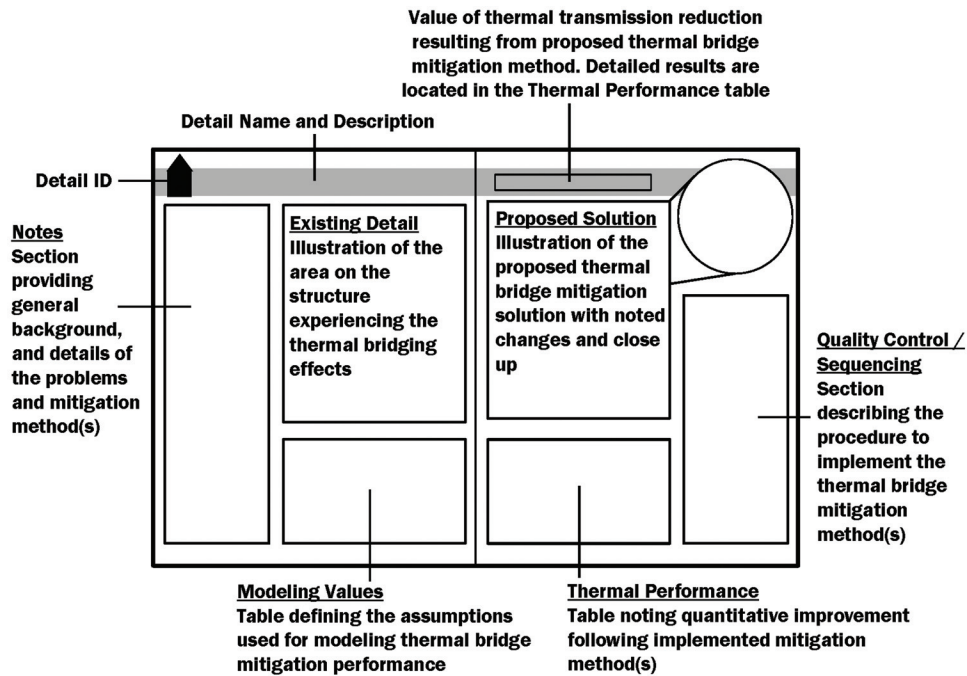 Value of thermal transmission reduction
resulting from proposed thermal bridge
mitigation method. Detailed results are
located in the Thermal Performance table
Detail Name and Description
Detail ID
Notes
Section
providing
general
background,
and details of
the problems
and mitigation
method(s)
Existing Detail
Illustration of the
area on the
structure
experiencing the
thermal bridging
effects
Proposed Solution
Illustration of the
proposed thermal
bridge mitigation
solution with noted
changes and close
up
Quality Control /
Sequencing
Section
describing the
procedure to
implement the
thermal bridge
mitigation
method(s)
Modeling Values
Table defining the assumptions
used for modeling thermal bridge
mitigation performance
Thermal Performance
Table noting quantitative improvement
following implemented mitigation
method(s)